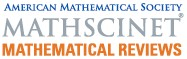 AMERICAN MATHEMATICAL SOCIETY
MATHSCINET®
MATHEMATICAL REVIEWS